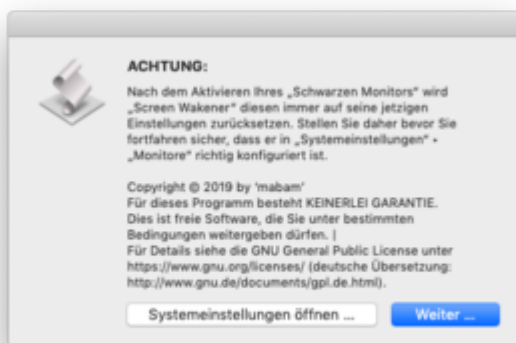 ACHTUNG:
Nach dem Aktivieren Ihres „Schwarzen Monitors“ wird
„Screen Wakener“ diesen immer auf seine jetzigen
Einstellungen zurücksetzen. Stellen Sie daher bevor Sie
fortfahren sicher, dass er in „Systemeinstellungen“ •
„Monitore“ richtig konfiguriert ist.
Copyright © 2019 by 'mabam'
Für dieses Programm besteht KEINERLEI GARANTIE.
Dies ist freie Software, die Sie unter bestimmten
Bedingungen weitergeben dürfen. |
Für Details siehe die GNU General Public License unter
https://www.gnu.org/licenses/ (deutsche Übersetzung:
http://www.gnu.de/documents/gpl.de.html).
Systemeinstellungen öffnen ...
Weiter ...